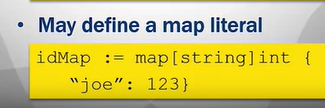 • May define a map literal
idMap := map[string]int {
“joe”: 123}